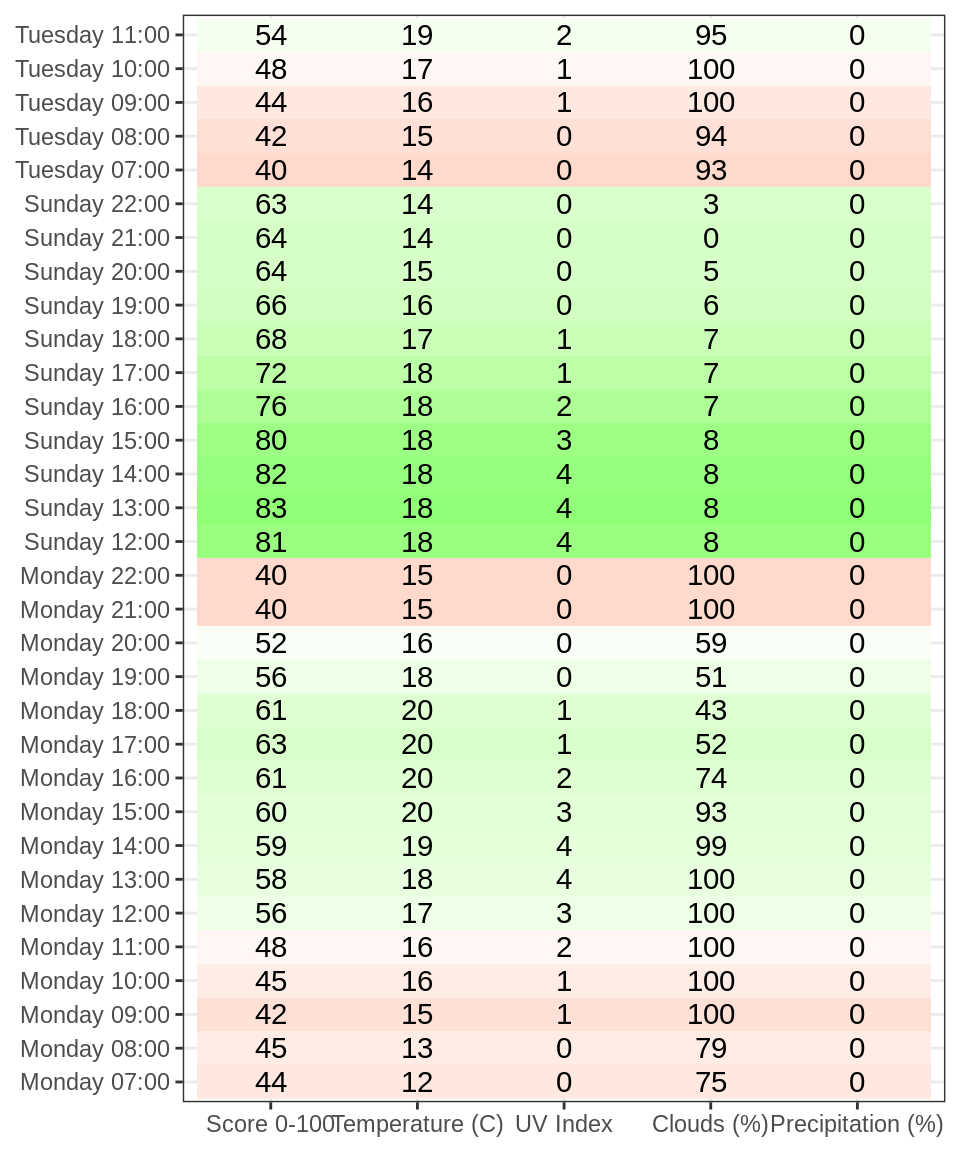 Tuesday 11:00 54 19 2 95 0
Tuesday 10:00 48 17 1 100 0
Tuesday 09:00 44 16 1 100 0
Tuesday 08:00 42 15 0 94 0
Tuesday 07:00 40 14 0 93 0
Sunday 22:00 63 14 0 3 0
Sunday 21:00 64 14 0 0 0
Sunday 20:00 64 15 0 5 0
Sunday 19:00 66 16 0 6 0
Sunday 18:00 68 17 1 7 0
Sunday 17:00 72 18 1 7 0
Sunday 16:00 76 18 2 7 0
Sunday 15:00 80 18 3 8 0
Sunday 14:00 82 18 4 8 0
Sunday 13:00 83 18 4 8 0
Sunday 12:00 81 18 4 8 0
Monday 22:00 40 15 0 100 0
Monday 21:00 40 15 0 100 0
Monday 20:00 52 16 0 59 0
Monday 19:00 56 18 0 51 0
Monday 18:00 61 20 1 43 0
Monday 17:00 63 20 1 52 0
Monday 16:00 61 20 2 74 0
Monday 15:00 60 20 3 93 0
Monday 14:00 59 19 4 99 0
Monday 13:00 58 18 4 100 0
Monday 12:00 56 17 3 100 0
Monday 11:00 48 16 2 100 0
Monday 10:00 45 16 1 100 0
Monday 09:00 42 15 1 100 0
Monday 08:00 45 13 0 79 0
Monday 07:00 44 12 0 75 0
Score 0-100 Temperature (C) UV Index Clouds (%) Precipitation (%)